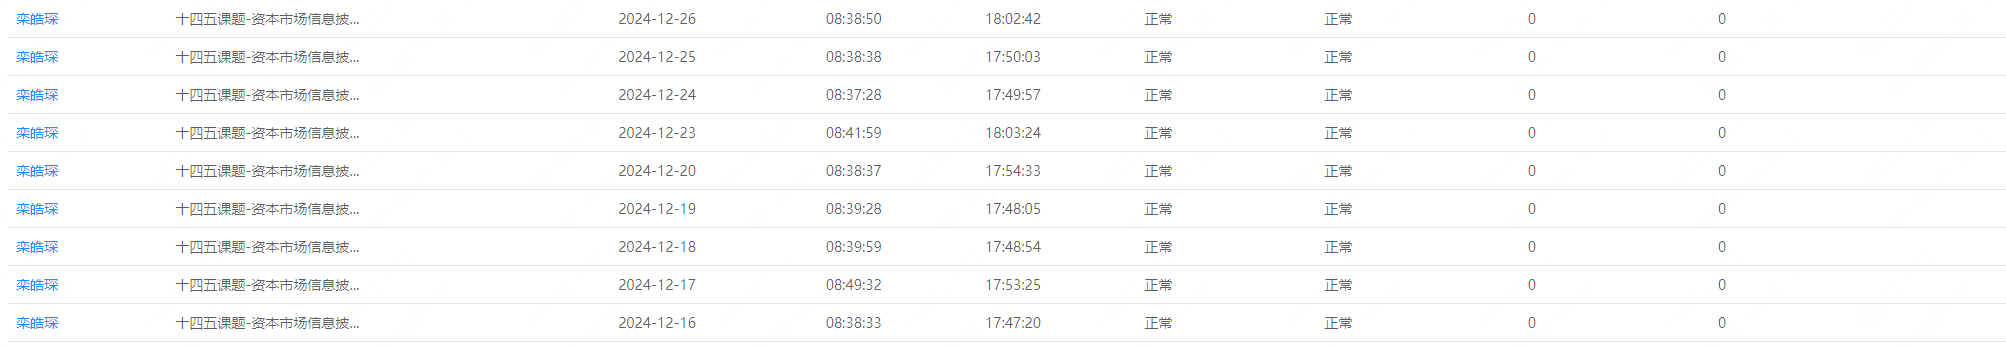 栾皓琛 十四五课题-资本市场信息披... 2024-12-26 08:38:50 18:02:42 正常 正常 0 0
栾皓琛 十四五课题-资本市场信息披... 2024-12-25 08:38:38 17:50:03 正常 正常 0 0
栾皓琛 十四五课题-资本市场信息披... 2024-12-24 08:37:28 17:49:57 正常 正常 0 0
栾皓琛 十四五课题-资本市场信息披... 2024-12-23 08:41:59 18:03:24 正常 正常 0 0
栾皓琛 十四五课题-资本市场信息披... 2024-12-20 08:38:37 17:54:33 正常 正常 0 0
栾皓琛 十四五课题-资本市场信息披... 2024-12-19 08:39:28 17:48:05 正常 正常 0 0
栾皓琛 十四五课题-资本市场信息披... 2024-12-18 08:39:59 17:48:54 正常 正常 0 0
栾皓琛 十四五课题-资本市场信息披... 2024-12-17 08:49:32 17:53:25 正常 正常 0 0
栾皓琛 十四五课题-资本市场信息披... 2024-12-16 08:38:33 17:47:20 正常 正常 0 0